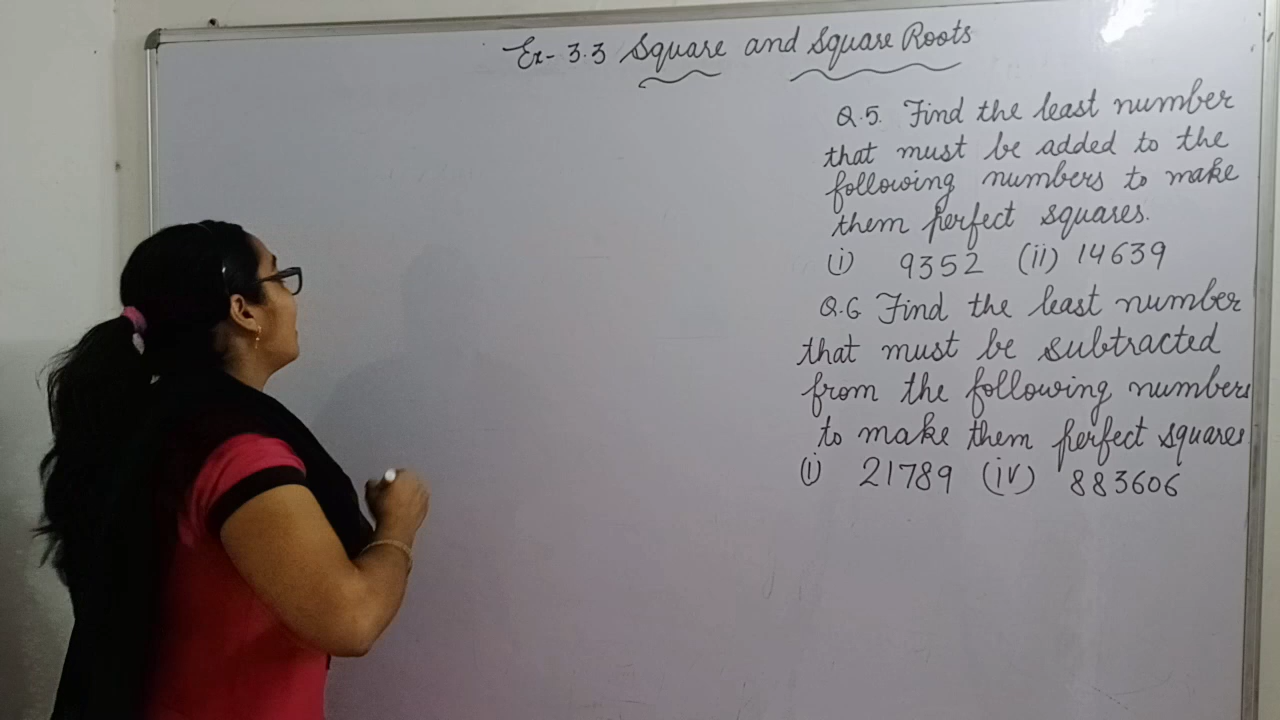 Ex- 3.3 Square and Square Roots
Q.5. Find the least number
that must be added to the
following numbers to make
them perfect squares.
(i) 9352 (ii) 14639
Q.6 Find the least number
that must be subtracted
from the following numbers
to make them perfect squares.
(i) 21789 (iv) 883606